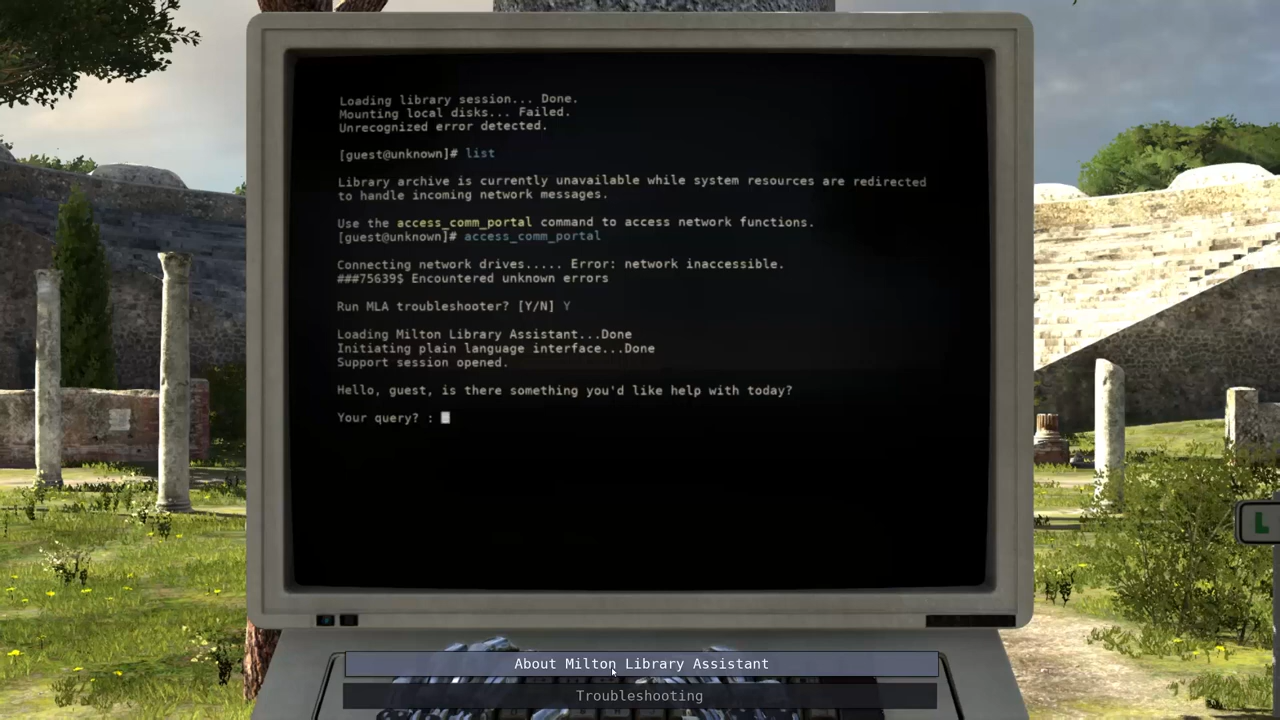 Loading library session... Done.
Mounting local disks... Failed.
Unrecognized error detected.
[guest@unknown]# list
Library archive is currently unavailable while system resources are redirected
to handle incoming network messages.
Use the access_comm_portal command to access network functions.
[guest@unknown]# access_comm_portal
Connecting network drives..... Error: network inaccessible.
###75639$ Encountered unknown errors
Run MLA troubleshooter? [Y/N] Y
Loading Milton Library Assistant...Done
Initiating plain language interface...Done
Support session opened.
Hello, guest, is there something you'd like help with today?
Your query? :
L
About Milton Library Assistant
Troubleshooting